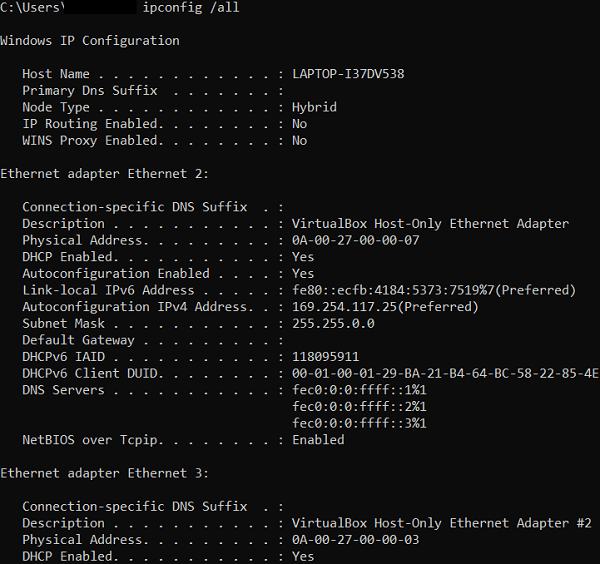 C:\Users\ ipconfig /all
Windows IP Configuration
Host Name . . . . . . . . . . . . : LAPTOP-I37DV538
Primary Dns Suffix . . . . . . . :
Node Type . . . . . . . . . . . . : Hybrid
IP Routing Enabled. . . . . . . . : No
WINS Proxy Enabled. . . . . . . . : No
Ethernet adapter Ethernet 2:
Connection-specific DNS Suffix . :
Description . . . . . . . . . . . : VirtualBox Host-Only Ethernet Adapter
Physical Address. . . . . . . . . : 0A-00-27-00-00-07
DHCP Enabled. . . . . . . . . . . : Yes
Autoconfiguration Enabled . . . . : Yes
Link-local IPv6 Address . . . . . : fe80::ecfb:4184:5373:7519%7(Preferred)
Autoconfiguration IPv4 Address. . : 169.254.117.25(Preferred)
Subnet Mask . . . . . . . . . . . : 255.255.0.0
Default Gateway . . . . . . . . . :
DHCPv6 IAID . . . . . . . . . . . : 118095911
DHCPv6 Client DUID. . . . . . . . : 00-01-00-01-29-BA-21-B4-64-BC-58-22-85-4E
DNS Servers . . . . . . . . . . . : fec0:0:0:ffff::1%1
fec0:0:0:ffff::2%1
fec0:0:0:ffff::3%1
NetBIOS over Tcpip. . . . . . . . : Enabled
Ethernet adapter Ethernet 3:
Connection-specific DNS Suffix . :
Description . . . . . . . . . . . : VirtualBox Host-Only Ethernet Adapter #2
Physical Address. . . . . . . . . : 0A-00-27-00-00-03
DHCP Enabled. . . . . . . . . . . : Yes